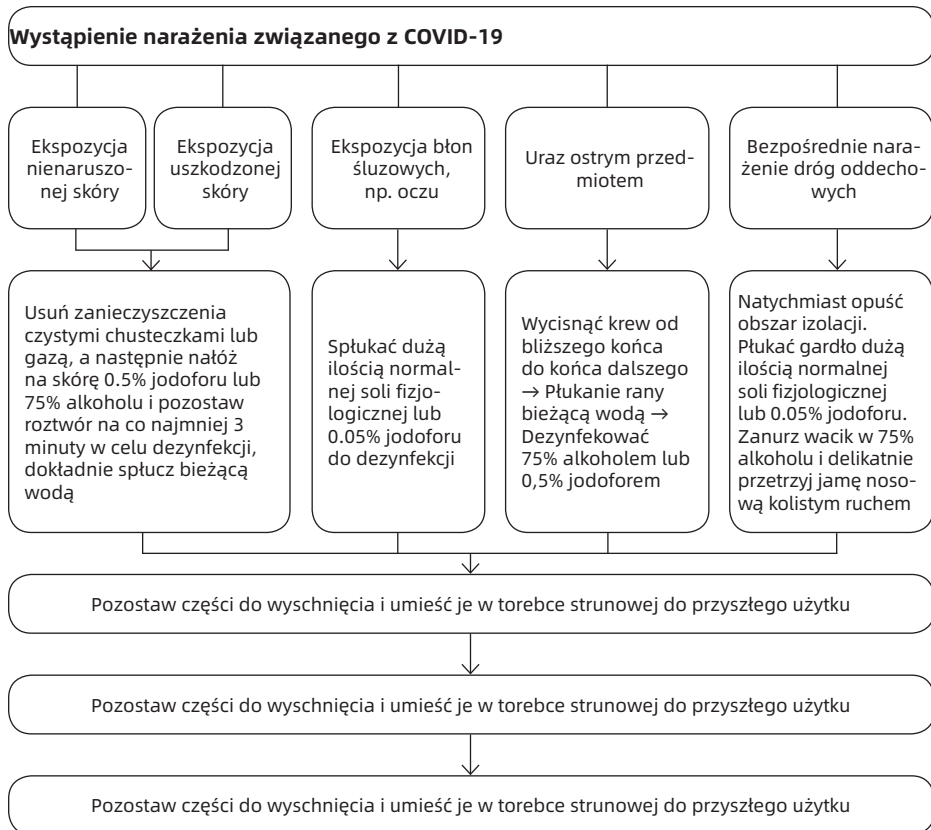 Wystąpienie narażenia związanego z COVID-19
Ekspozycja
nienaruszo-
nej skóry
Ekspozycja
uszkodzonej
skóry
Ekspozycja błon
śluzowych,
np. oczu
Uraz ostrym przed-
miotem
Bezpośrednie nara-
żenie dróg oddecho-
wych
Usuń zanieczyszczenia
czystymi chusteczkami lub
gazą, a następnie nałóż
na skórę 0.5% jodoforu lub
75% alkoholu i pozostaw
roztwór na co najmniej 3
minuty w celu dezynfekcji,
dokładnie spłucz bieżącą
wodą
Spłukać dużą
ilością normal-
nej soli fizjo-
logicznej lub
0.05% jodoforu
do dezynfekcji
Wycisnąć krew od
bliższego końca
do końca dalszego
→ Płukanie rany
bieżącą wodą →
Dezynfekować
75% alkoholem lub
0,5% jodoforem
Natychmiast opuść
obszar izolacji.
Płukać gardło dużą
ilością normalnej
soli fizjologicznej
lub 0.05% jodoforu.
Zanurz wacik w 75%
alkoholu i delikatnie
przetrzyj jamę noso-
wą kolistym ruchem
Pozostaw części do wyschnięcia i umieść je w torebce strunowej do przyszłego użytku
Pozostaw części do wyschnięcia i umieść je w torebce strunowej do przyszłego użytku
Pozostaw części do wyschnięcia i umieść je w torebce strunowej do przyszłego użytku